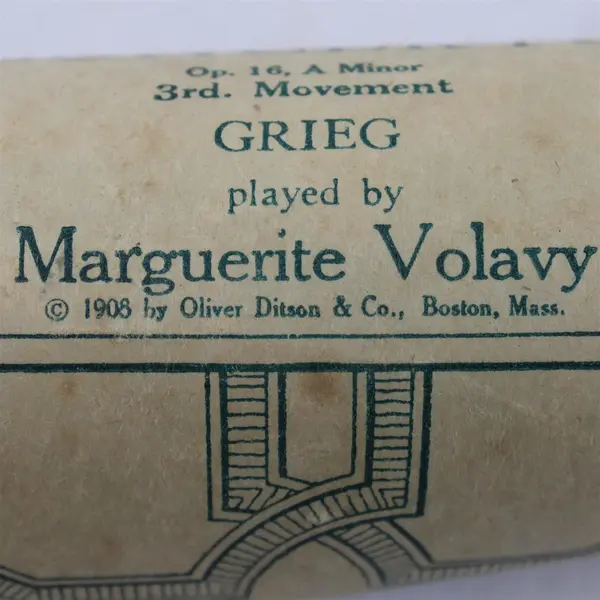 Op. 16, A Minor
3rd. Movement
GRIEG
played by
Marguerite Volavy
© 1908 by Oliver Ditson & Co., Boston, Mass.